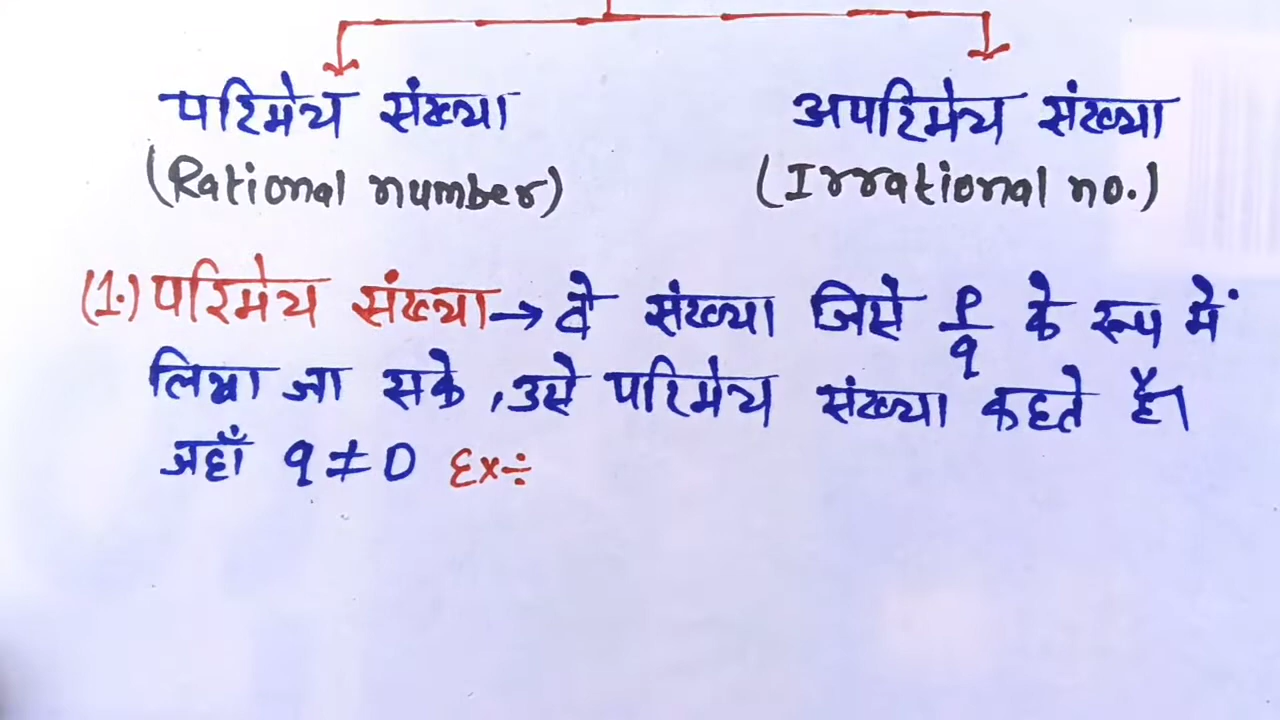 परिमेय संख्या
(Rational number)
अपरिमेय संख्या
(Irrational no.)
(1.) परिमेय संख्या → वे संख्या जिसे p/q के रूप में
लिखा जा सके, उसे परिमेय संख्या कहते हैं।
जहाँ q ≠ 0 Ex÷